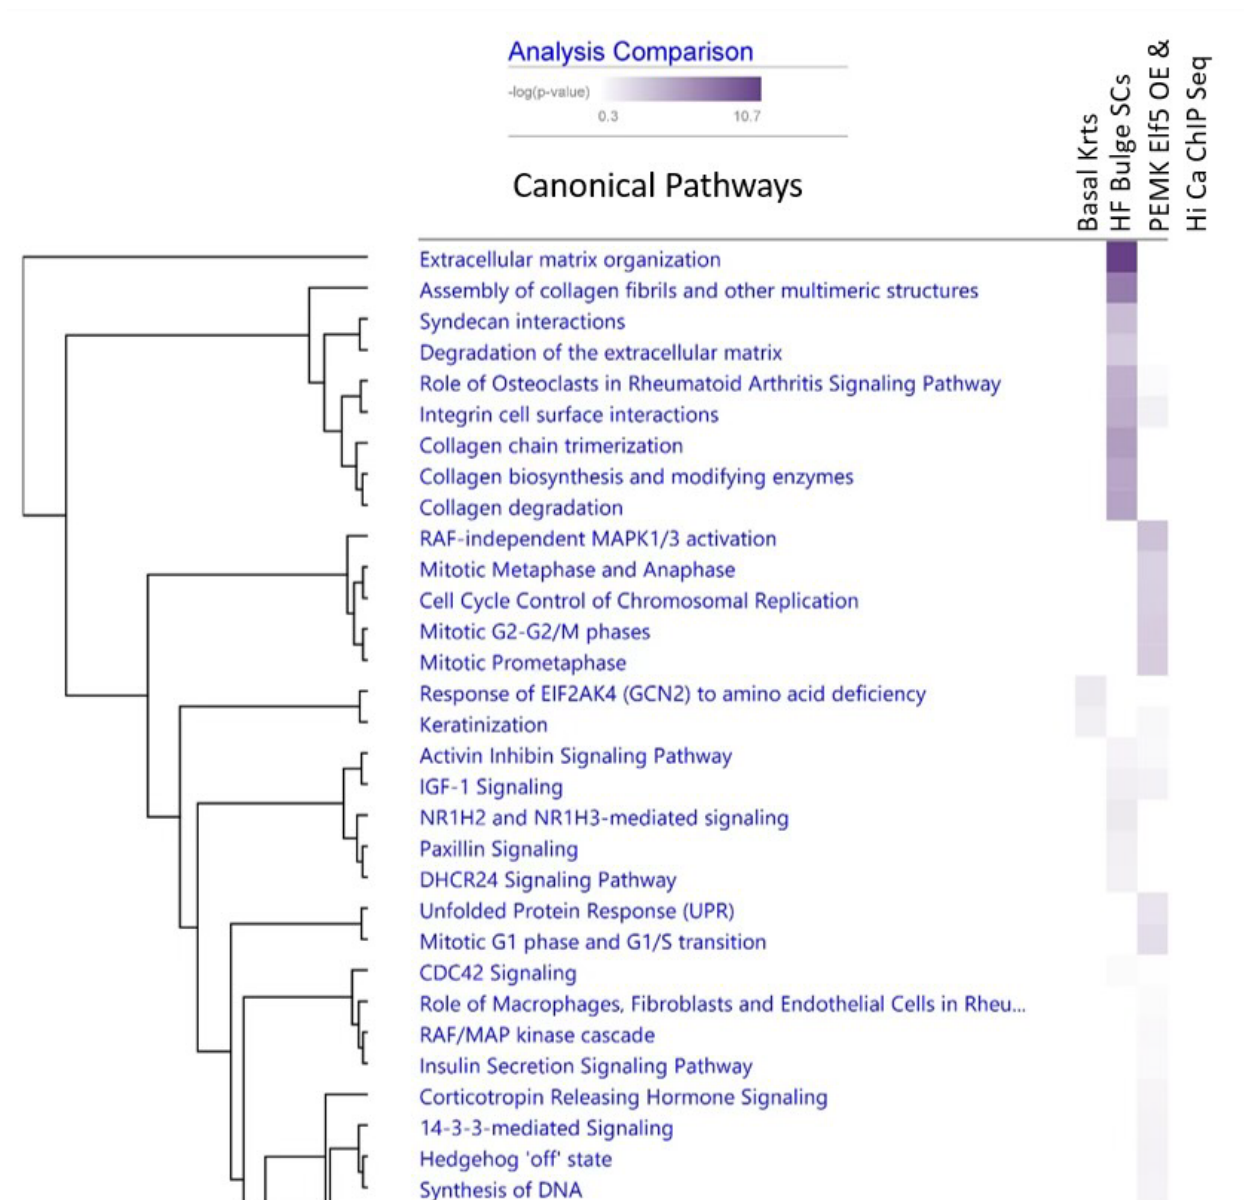 Analysis Comparison
-log(p-value)
0.3 10.7
Canonical Pathways
Basal Krts
HF Bulge SCs
PEMK Elf5 OE &
Hi Ca ChIP Seq
Extracellular matrix organization
Assembly of collagen fibrils and other multimeric structures
Syndecan interactions
Degradation of the extracellular matrix
Role of Osteoclasts in Rheumatoid Arthritis Signaling Pathway
Integrin cell surface interactions
Collagen chain trimerization
Collagen biosynthesis and modifying enzymes
Collagen degradation
RAF-independent MAPK1/3 activation
Mitotic Metaphase and Anaphase
Cell Cycle Control of Chromosomal Replication
Mitotic G2-G2/M phases
Mitotic Prometaphase
Response of EIF2AK4 (GCN2) to amino acid deficiency
Keratinization
Activin Inhibin Signaling Pathway
IGF-1 Signaling
NR1H2 and NR1H3-mediated signaling
Paxillin Signaling
DHCR24 Signaling Pathway
Unfolded Protein Response (UPR)
Mitotic G1 phase and G1/S transition
CDC42 Signaling
Role of Macrophages, Fibroblasts and Endothelial Cells in Rheu...
RAF/MAP kinase cascade
Insulin Secretion Signaling Pathway
Corticotropin Releasing Hormone Signaling
14-3-3-mediated Signaling
Hedgehog 'off' state
Synthesis of DNA